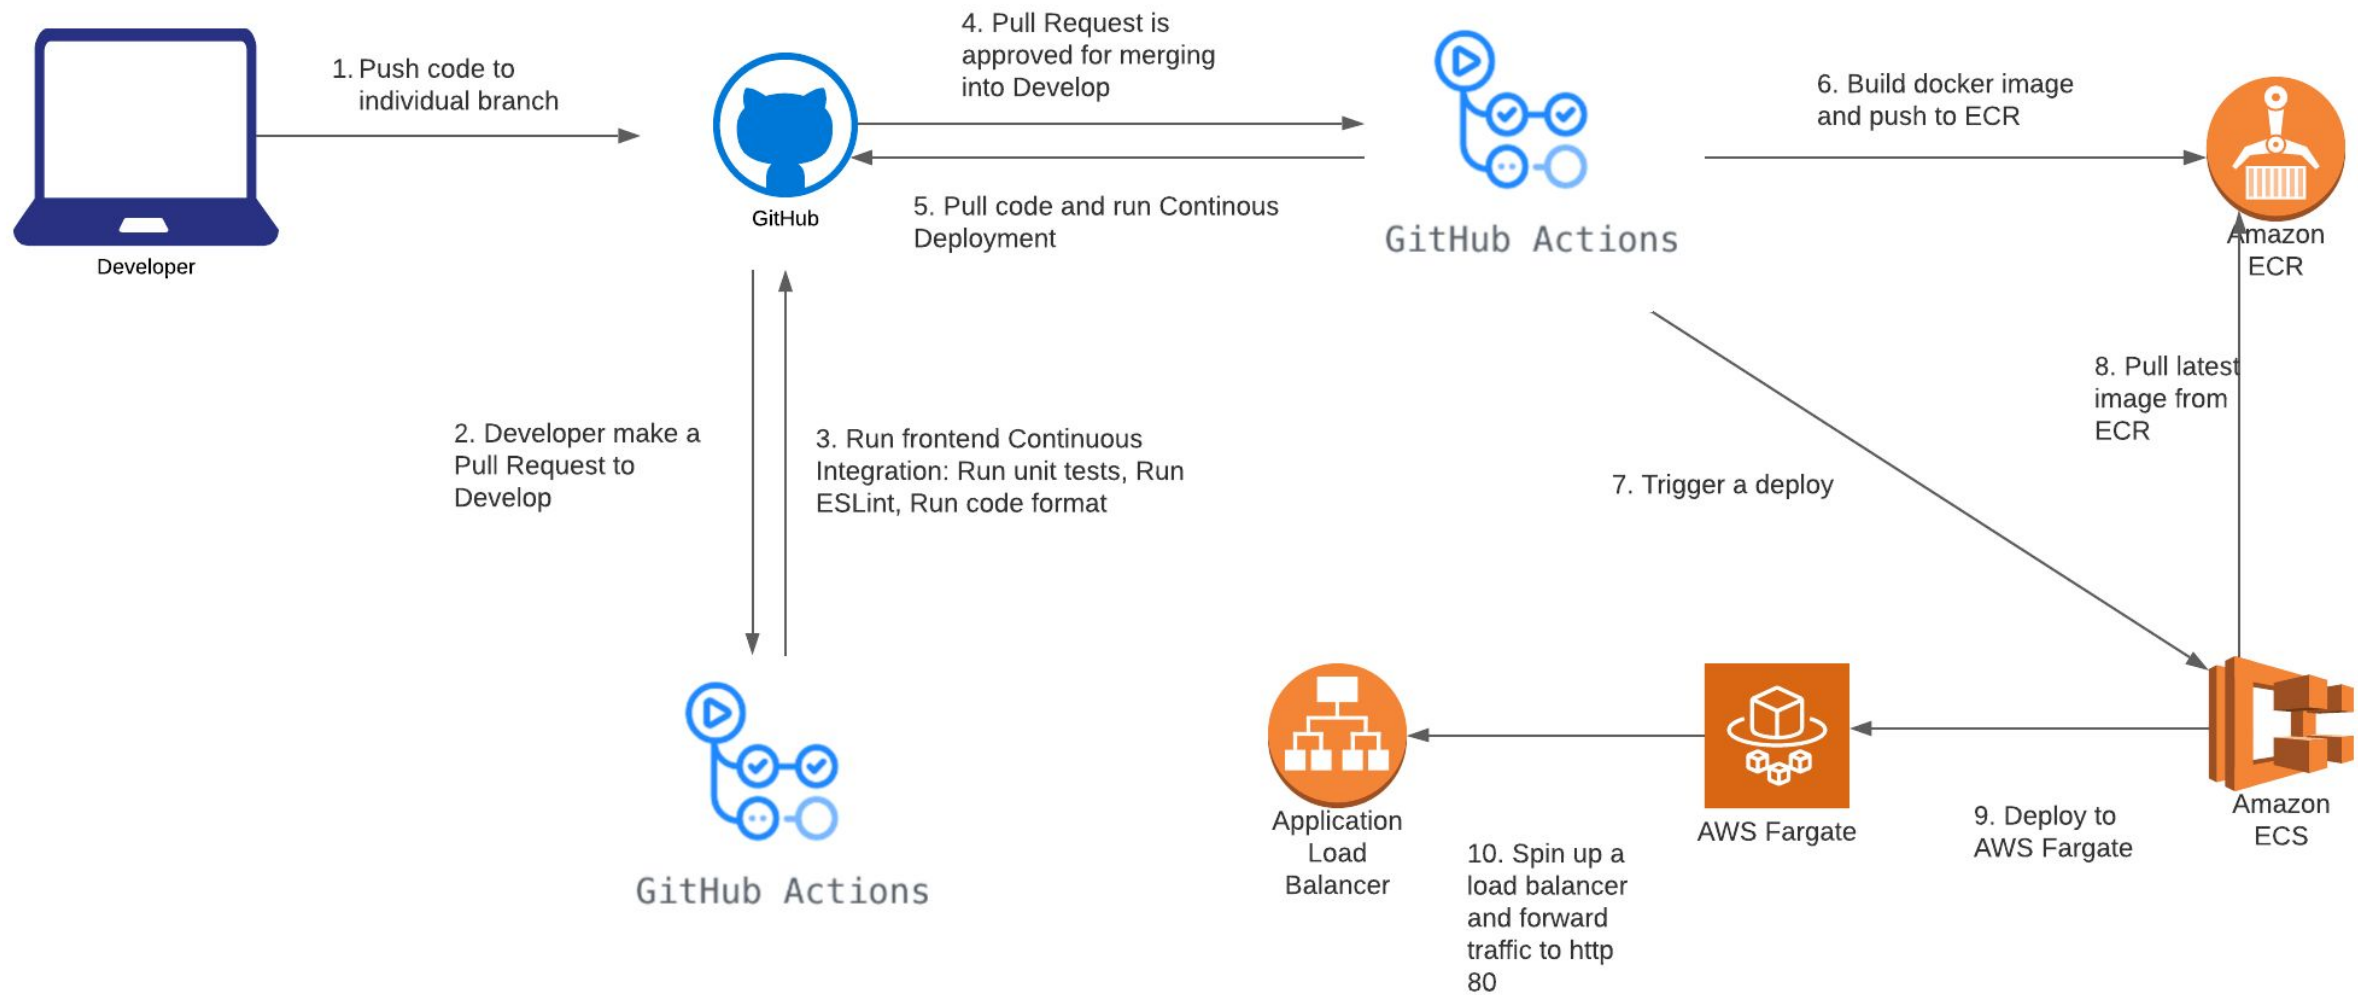 1. Push code to
individual branch
Developer
GitHub
4. Pull Request is
approved for merging
into Develop
5. Pull code and run Continous
Deployment
GitHub Actions
6. Build docker image
and push to ECR
Amazon
ECR
2. Developer make a
Pull Request to
Develop
3. Run frontend Continuous
Integration: Run unit tests, Run
ESLint, Run code format
GitHub Actions
7. Trigger a deploy
8. Pull latest
image from
ECR
Amazon
ECS
9. Deploy to
AWS Fargate
AWS Fargate
10. Spin up a
load balancer
and forward
traffic to http
80
Application
Load
Balancer